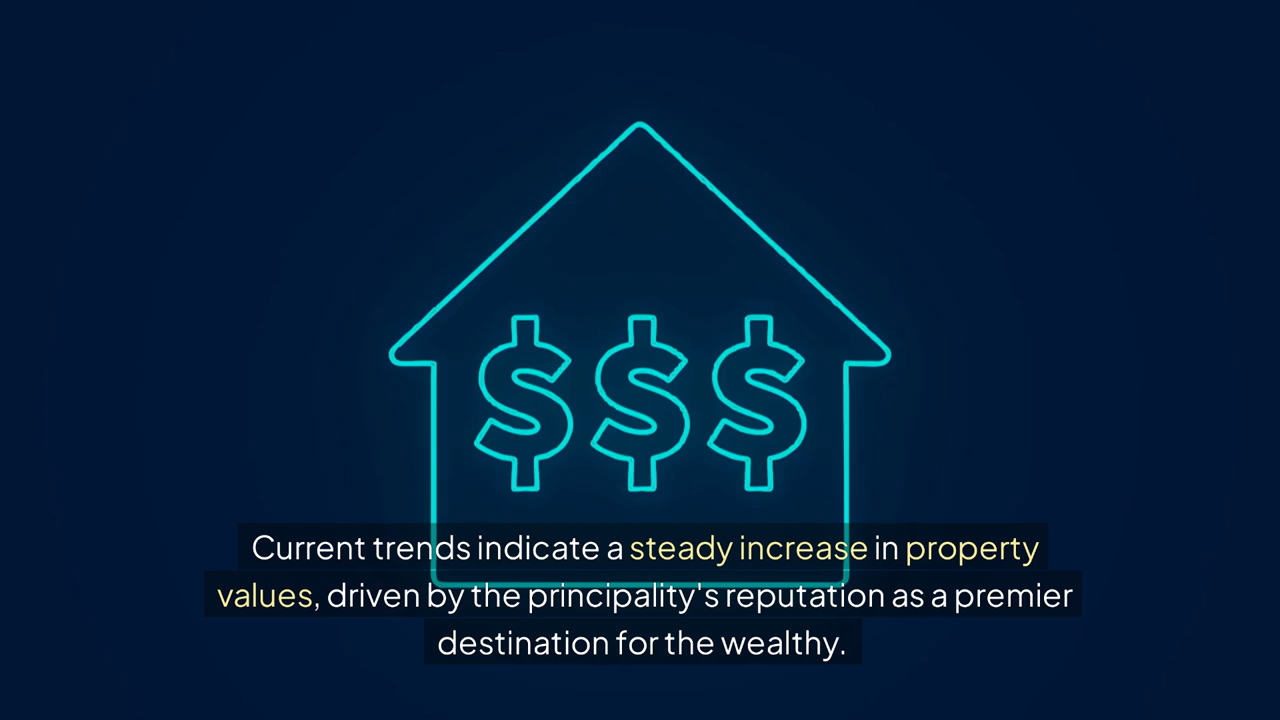 $$$
Current trends indicate a steady increase in property
values, driven by the principality's reputation as a premier
destination for the wealthy.